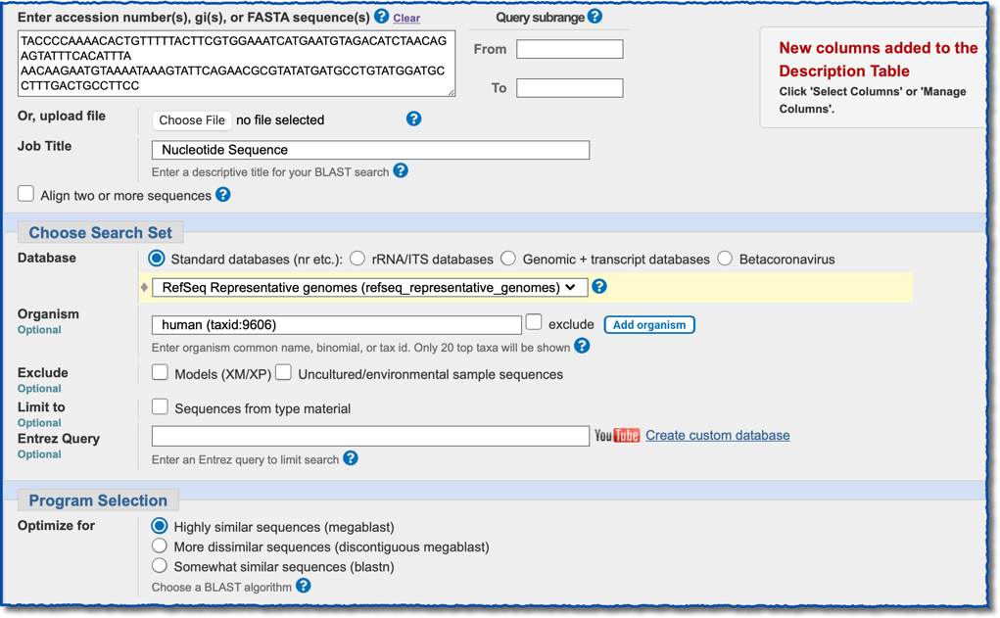 Enter accession number(s), gi(s), or FASTA sequence(s) ? Clear
Query subrange ?
TACCCCAAAACACTGTTTTTACTTCGTGGAAATCATGAATGTAGACATCTAACAG
AGTATTTCACATTTA
AACAAGAATGTAAAATAAAGTATTCAGAACGCGTATATGATGCCTGTATGGATGC
CTTTGACTGCCTTCC
From
To
New columns added to the
Description Table
Click 'Select Columns' or 'Manage
Columns'.
Or, upload file
Choose File no file selected ?
Job Title
Nucleotide Sequence
Enter a descriptive title for your BLAST search ?
Align two or more sequences ?
Choose Search Set
Database
Standard databases (nr etc.): rRNA/ITS databases Genomic + transcript databases Betacoronavirus
RefSeq Representative genomes (refseq_representative_genomes) ?
Organism
Optional
human (taxid:9606) exclude Add organism
Enter organism common name, binomial, or tax id. Only 20 top taxa will be shown ?
Exclude
Optional
Models (XM/XP) Uncultured/environmental sample sequences
Limit to
Optional
Sequences from type material
Entrez Query
Optional
YouTube Create custom database
Enter an Entrez query to limit search ?
Program Selection
Optimize for
Highly similar sequences (megablast)
More dissimilar sequences (discontiguous megablast)
Somewhat similar sequences (blastn)
Choose a BLAST algorithm ?